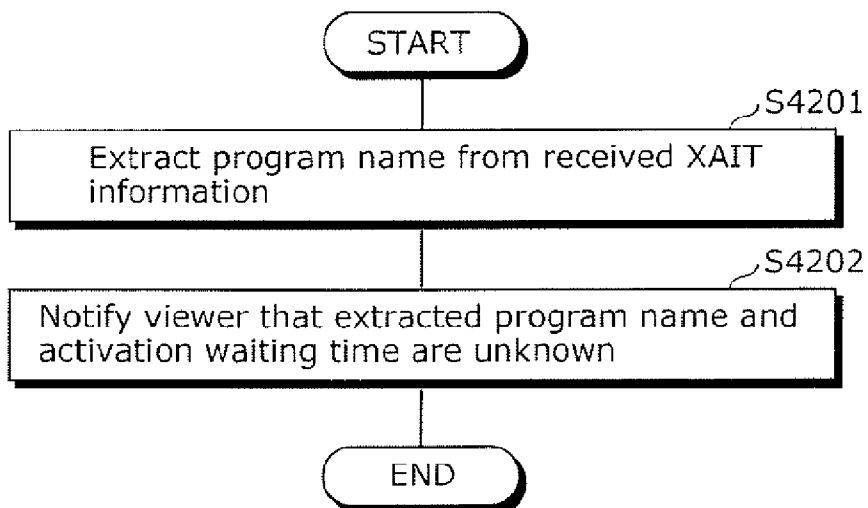 START
S4201
Extract program name from received XAIT
information
S4202
Notify viewer that extracted program name and
activation waiting time are unknown
END